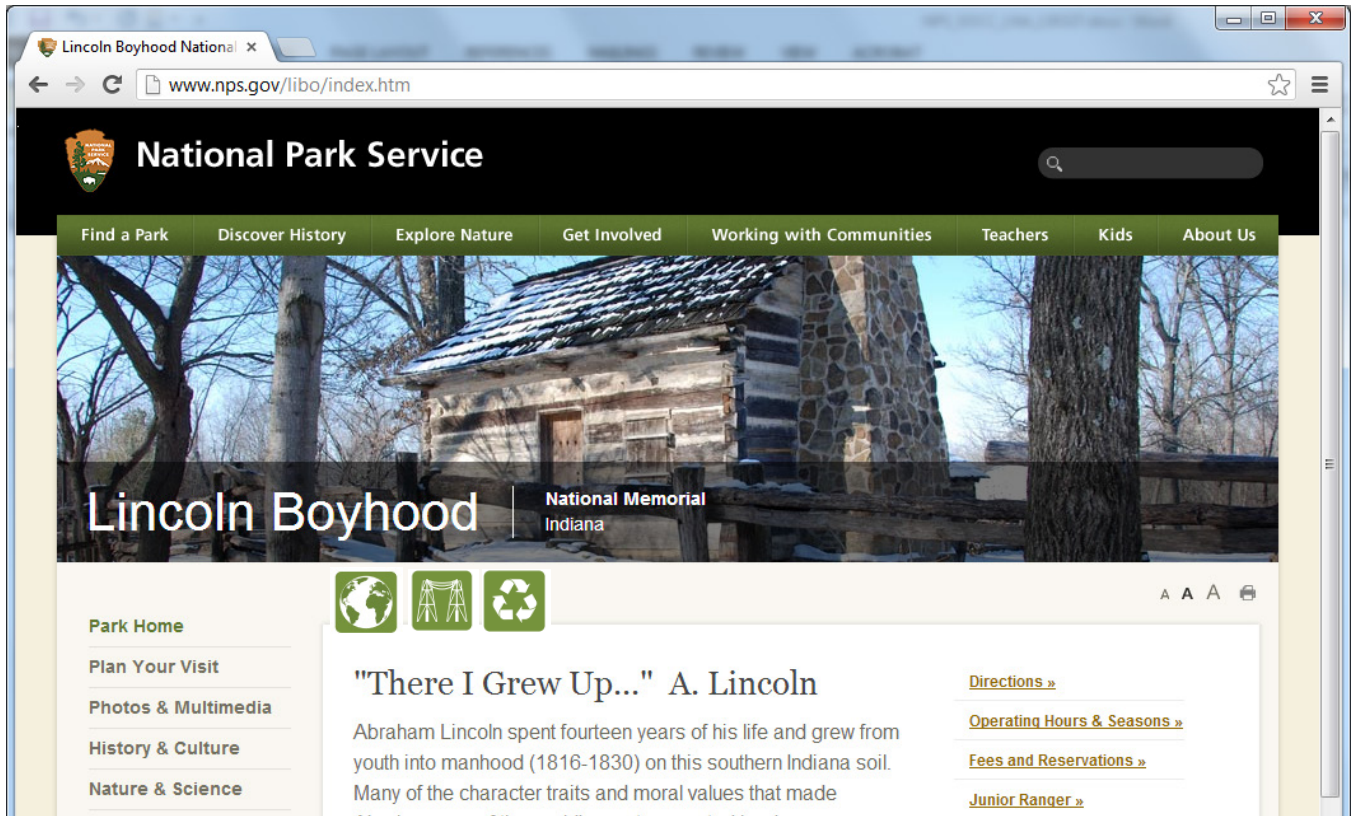 Lincoln Boyhood National
www.nps.gov/libo/index.htm
National Park Service
Find a Park Discover History Explore Nature Get Involved Working with Communities Teachers Kids About Us
Lincoln Boyhood
National Memorial
Indiana
A A A
Park Home
Plan Your Visit
Photos & Multimedia
History & Culture
Nature & Science
"There I Grew Up..." A. Lincoln
Abraham Lincoln spent fourteen years of his life and grew from
youth into manhood (1816-1830) on this southern Indiana soil.
Many of the character traits and moral values that made
Directions »
Operating Hours & Seasons »
Fees and Reservations »
Junior Ranger »